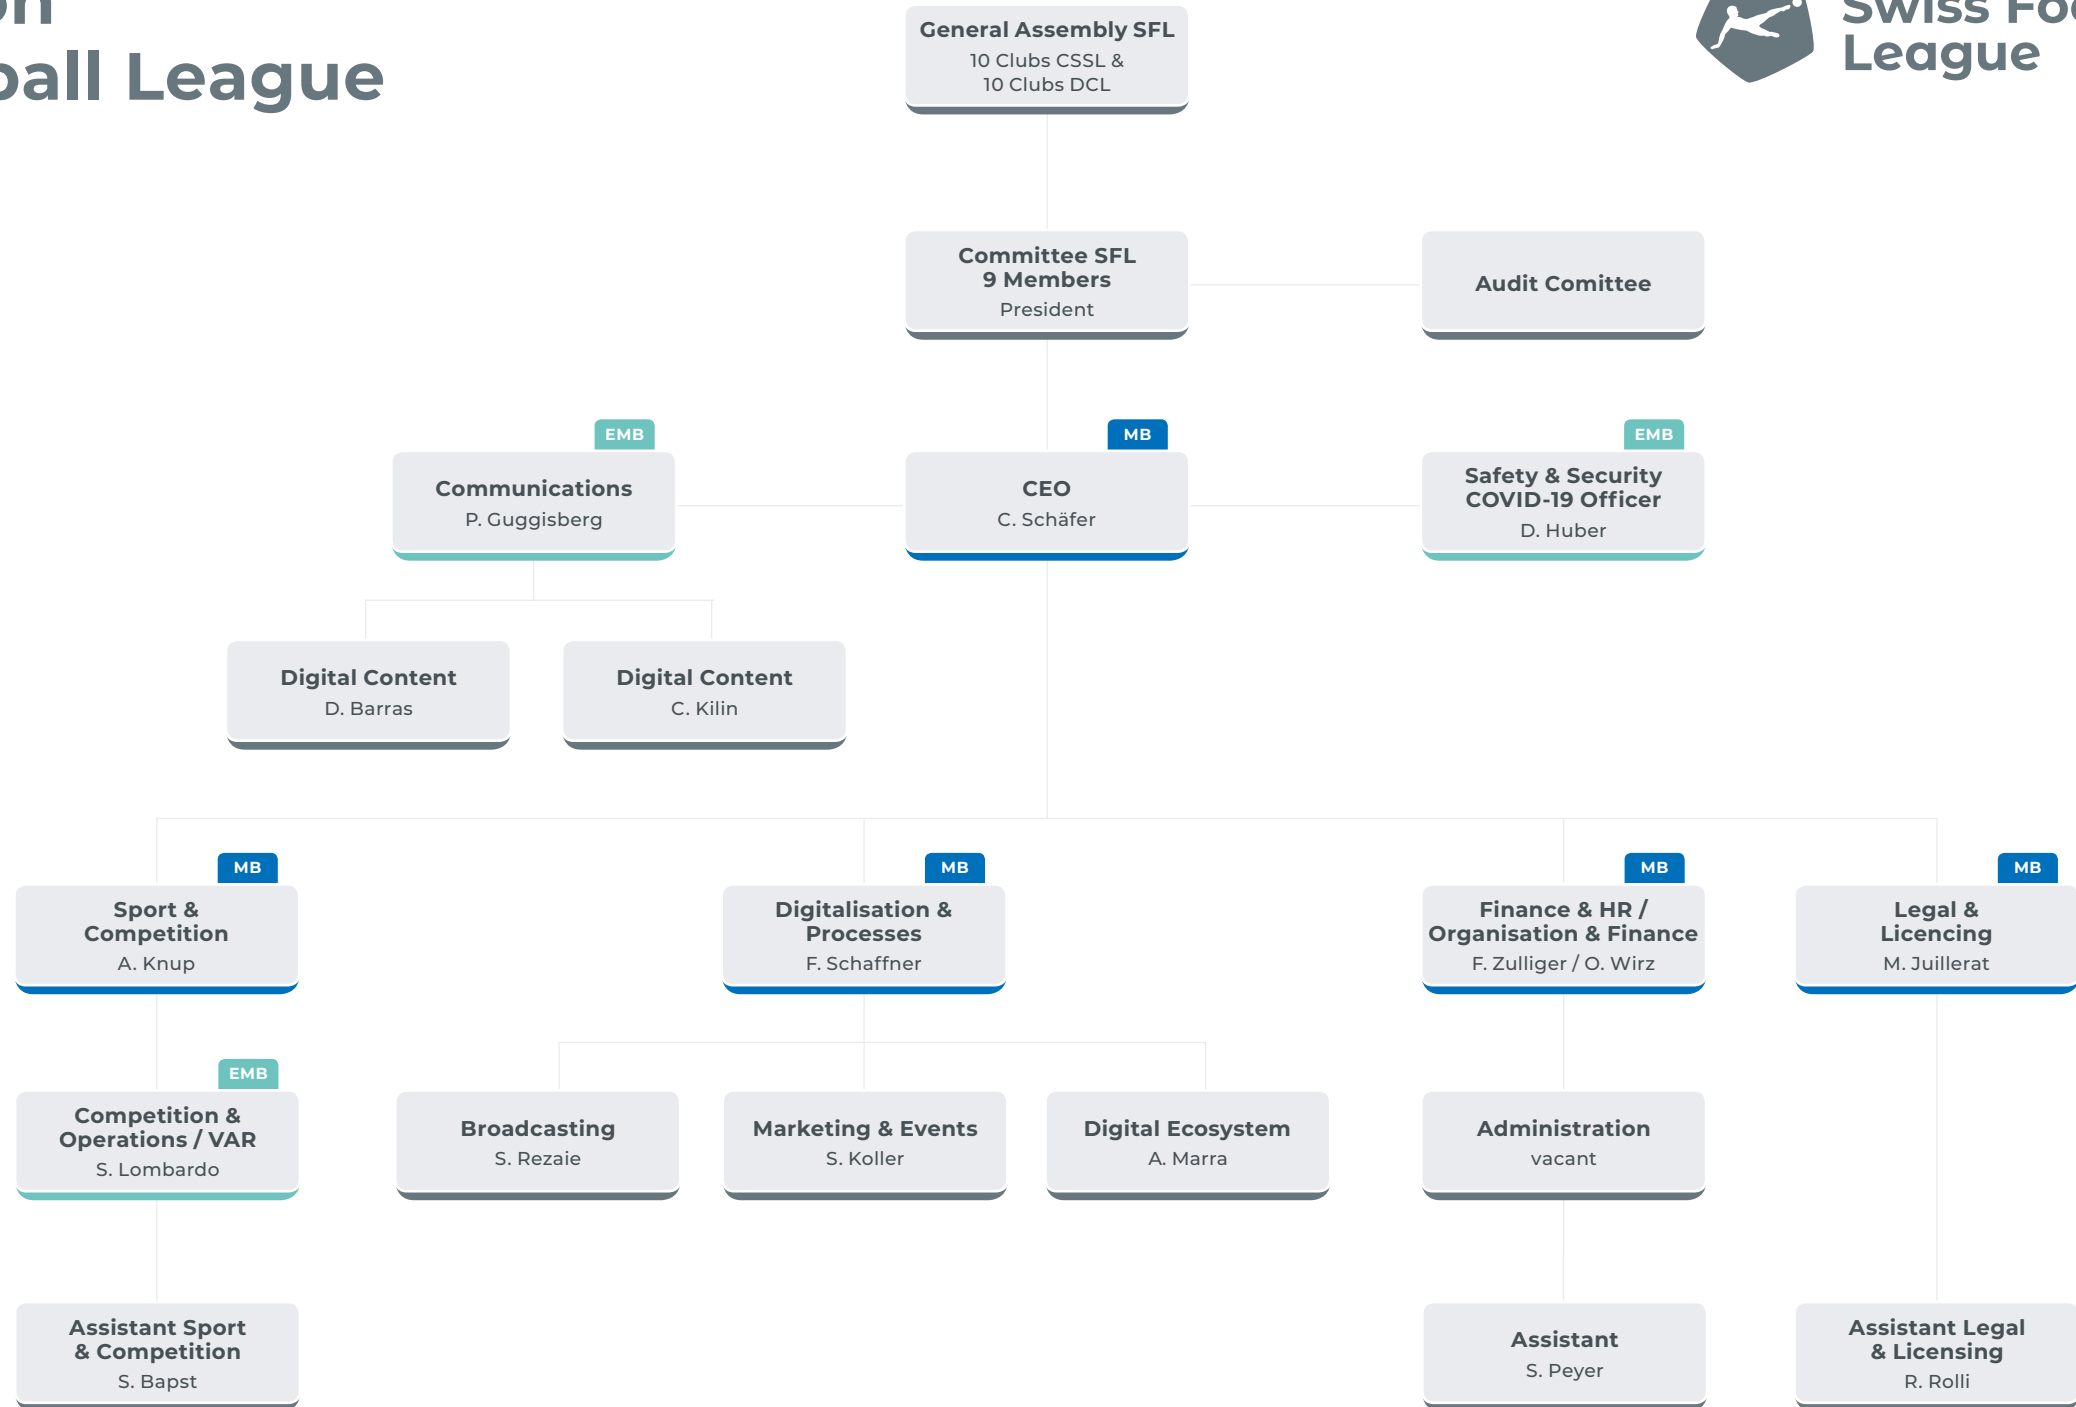 on
ball League
Swiss Foo
League
General Assembly SFL
10 Clubs CSSL &
10 Clubs DCL
Committee SFL
9 Members
President
Audit Comittee
EMB
Communications
P. Guggisberg
MB
CEO
C. Schäfer
EMB
Safety & Security
COVID-19 Officer
D. Huber
Digital Content
D. Barras
Digital Content
C. Kilin
MB
Sport &
Competition
A. Knup
MB
Digitalisation &
Processes
F. Schaffner
MB
Finance & HR /
Organisation & Finance
F. Zulliger / O. Wirz
MB
Legal &
Licencing
M. Juillerat
EMB
Competition &
Operations / VAR
S. Lombardo
Broadcasting
S. Rezaie
Marketing & Events
S. Koller
Digital Ecosystem
A. Marra
Administration
vacant
Assistant Sport
& Competition
S. Bapst
Assistant
S. Peyer
Assistant Legal
& Licensing
R. Rolli